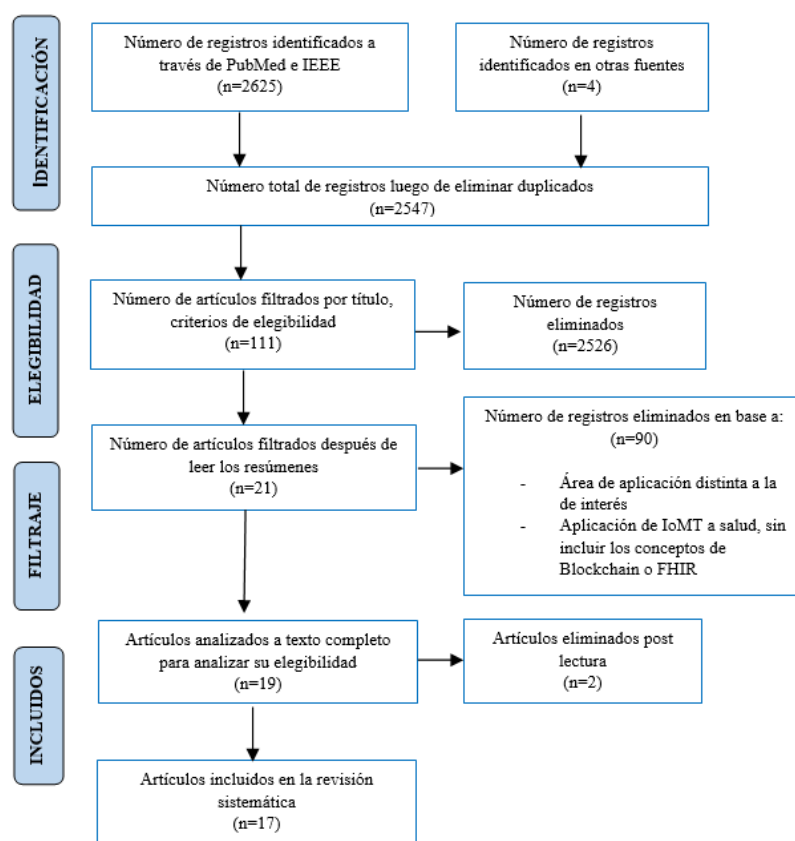 IDENTIFICACIÓN
Número de registros identificados a
través de PubMed e IEEE
(n=2625)
Número de registros
identificados en otras fuentes
(n=4)
Número total de registros luego de eliminar duplicados
(n=2547)
ELEGIBILIDAD
Número de artículos filtrados por título,
criterios de elegibilidad
(n=111)
Número de registros
eliminados
(n=2526)
Número de artículos filtrados después de
leer los resúmenes
(n=21)
Número de registros eliminados en base a:
(n=90)
- Área de aplicación distinta a la
de interés
- Aplicación de IoMT a salud, sin
incluir los conceptos de
Blockchain o FHIR
FILTRAJE
Artículos analizados a texto completo
para analizar su elegibilidad
(n=19)
Artículos eliminados post
lectura
(n=2)
INCLUIDOS
Artículos incluidos en la revisión
sistemática
(n=17)